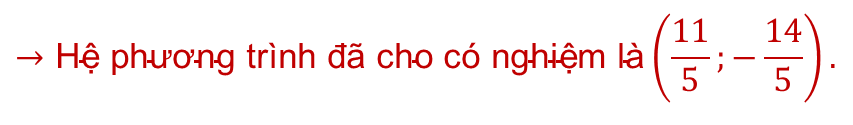 → Hệ phương trình đã cho có nghiệm là (11/5 ; −14/5).